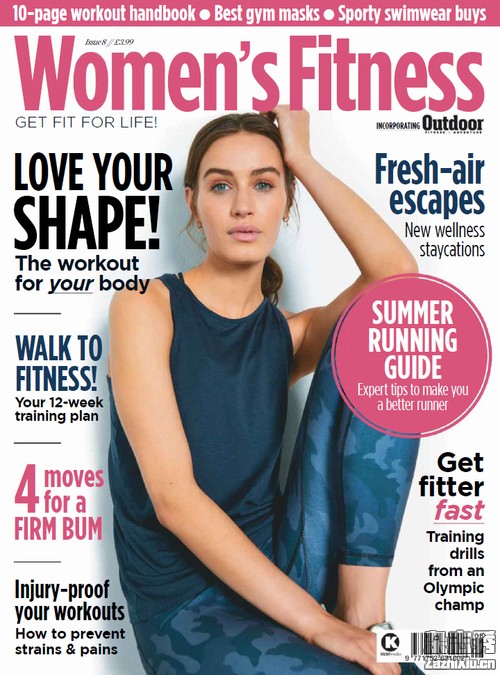 10-page workout handbook ● Best gym masks ● Sporty swimwear buys
Issue 8 // £3.99
Women's Fitness
GET FIT FOR LIFE!
INCORPORATING Outdoor
FITNESS + ADVENTURE
LOVE YOUR
SHAPE!
The workout
for your body
Fresh-air
escapes
New wellness
staycations
SUMMER
RUNNING
GUIDE
Expert tips to make you
a better runner
WALK TO
FITNESS!
Your 12-week
training plan
4 moves
for a
FIRM BUM
Get
fitter
fast
Training
drills
from an
Olympic
champ
Injury-proof
your workouts
How to prevent
strains & pains
K
Zazhixiu.cn